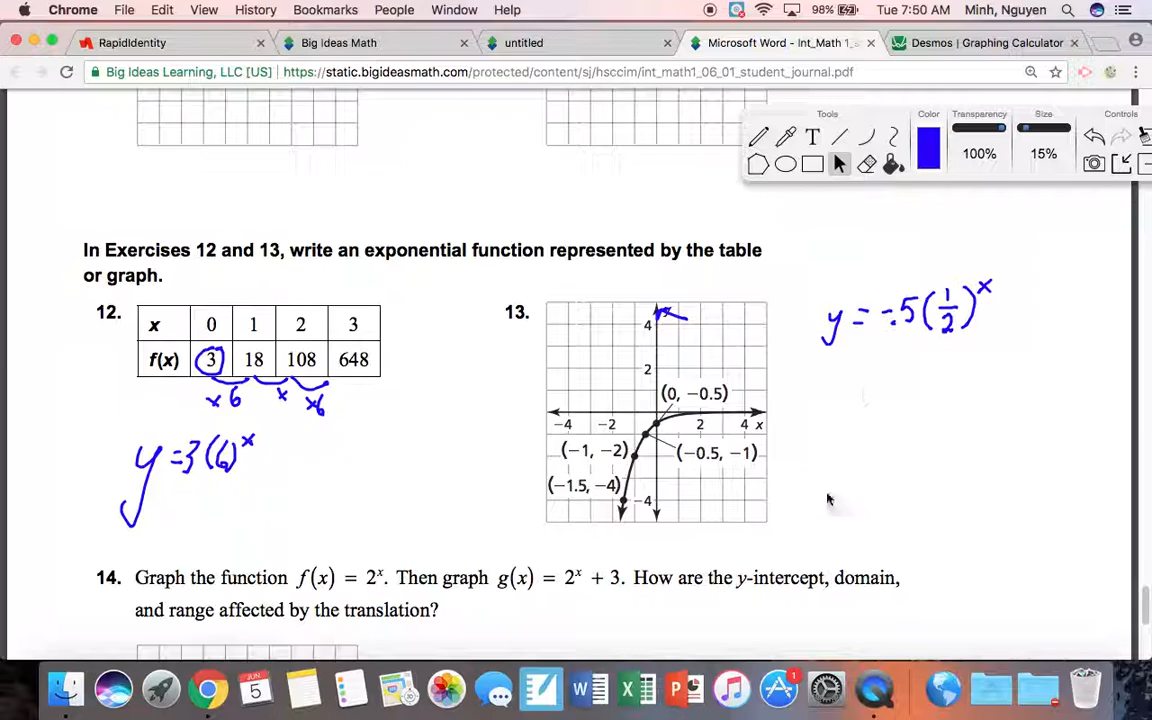 Chrome File Edit View History Bookmarks People Window Help 98% Tue 7:50 AM Minh, Nguyen
RapidIdentity × Big Ideas Math × untitled × Microsoft Word - Int_Math 1_s × Desmos | Graphing Calculator ×
Big Ideas Learning, LLC [US] https://static.bigideasmath.com/protected/content/sj/hsccim/int_math1_06_01_student_journal.pdf
Tools Color Transparency Size Controls
T
100% 15%
In Exercises 12 and 13, write an exponential function represented by the table
or graph.
12.
x 0 1 2 3
f(x) 3 18 108 648
×6 × ×6
y=3(6)^x
13.
4
2
(0, −0.5)
−4 −2 2 4 x
(−1, −2) (−0.5, −1)
(−1.5, −4)
−4
y = -.5(1/2)^x
14. Graph the function f(x) = 2^x. Then graph g(x) = 2^x + 3. How are the y-intercept, domain,
and range affected by the translation?
JUN
5